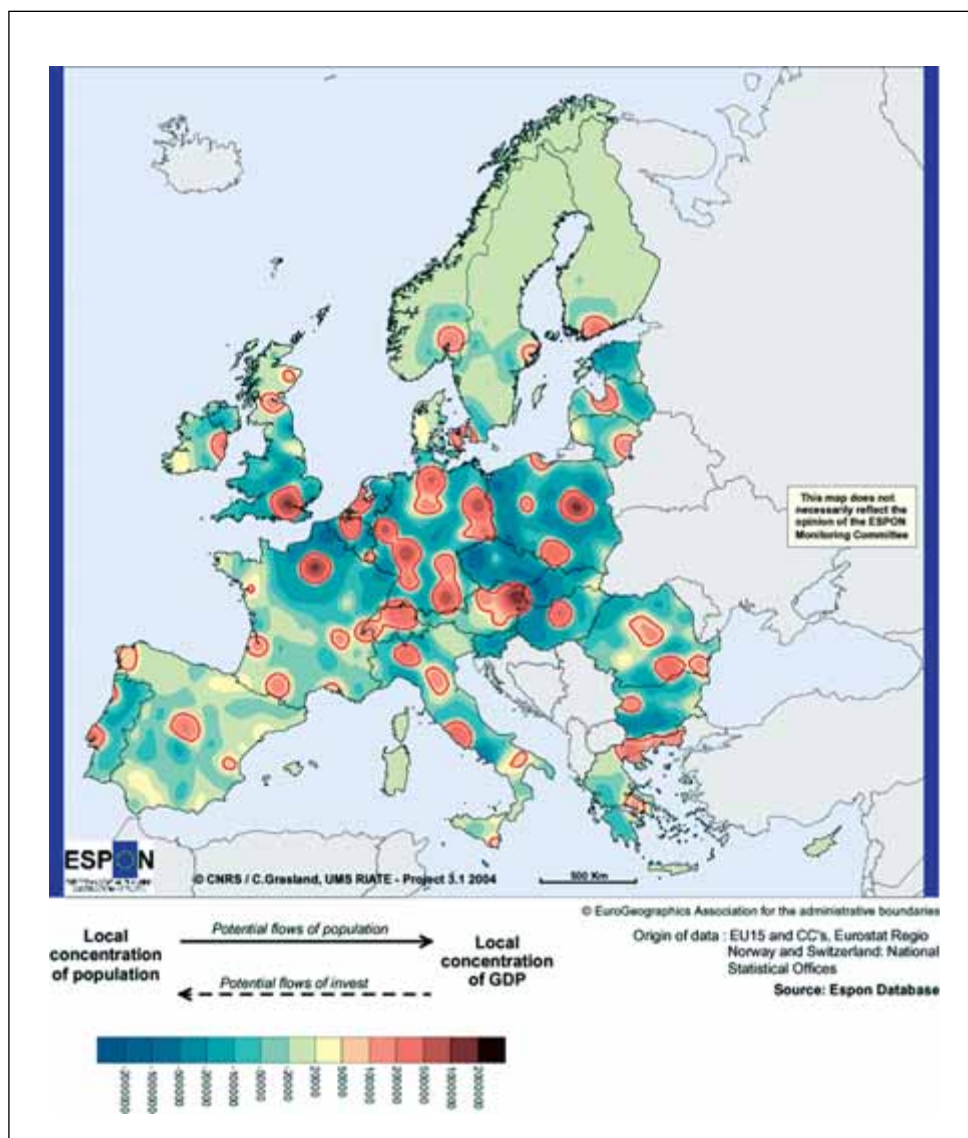 This map does not
necessarily reflect the
opinion of the ESPON
Monitoring Committee
ESPON
© CNRS / C.Grasland, UMS RIATE - Project 3.1 2004
500 Km
© EuroGeographics Association for the administrative boundaries
Local
concentration
of population
Potential flows of population
Potential flows of invest
Local
concentration
of GDP
Origin of data : EU15 and CC's, Eurostat Regio
Norway and Switzerland: National
Statistical Offices
Source: Espon Database